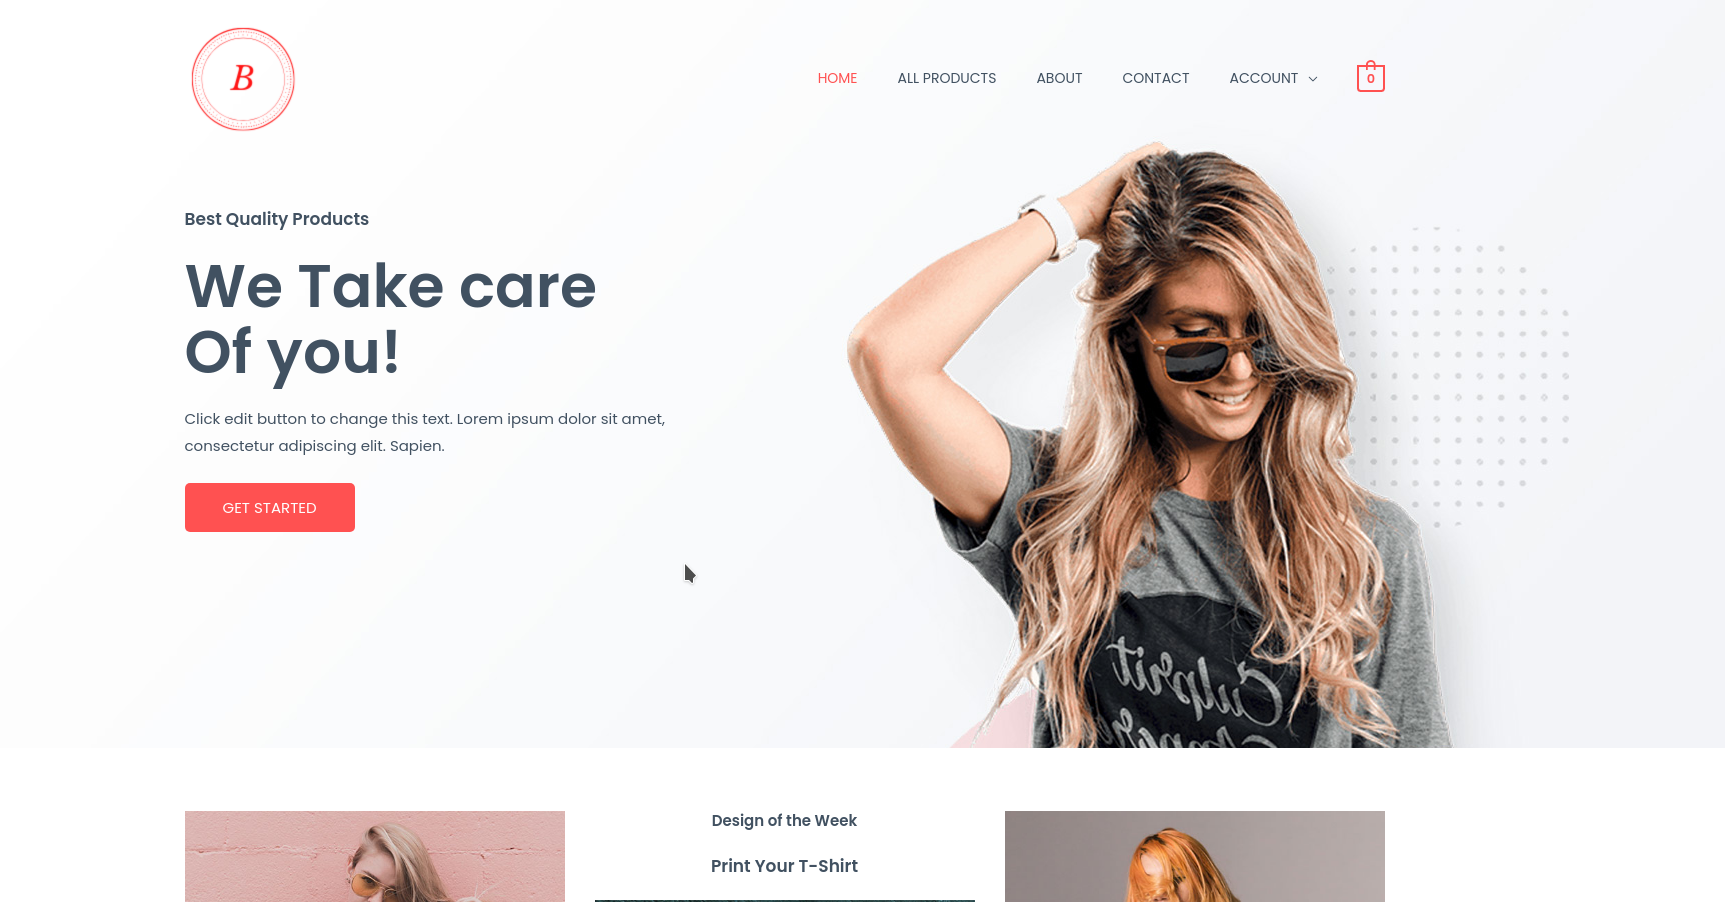 B
HOME
ALL PRODUCTS
ABOUT
CONTACT
ACCOUNT
0
Best Quality Products
We Take care
Of you!
Click edit button to change this text. Lorem ipsum dolor sit amet,
consectetur adipiscing elit. Sapien.
GET STARTED
Culprit
Design of the Week
Print Your T-Shirt